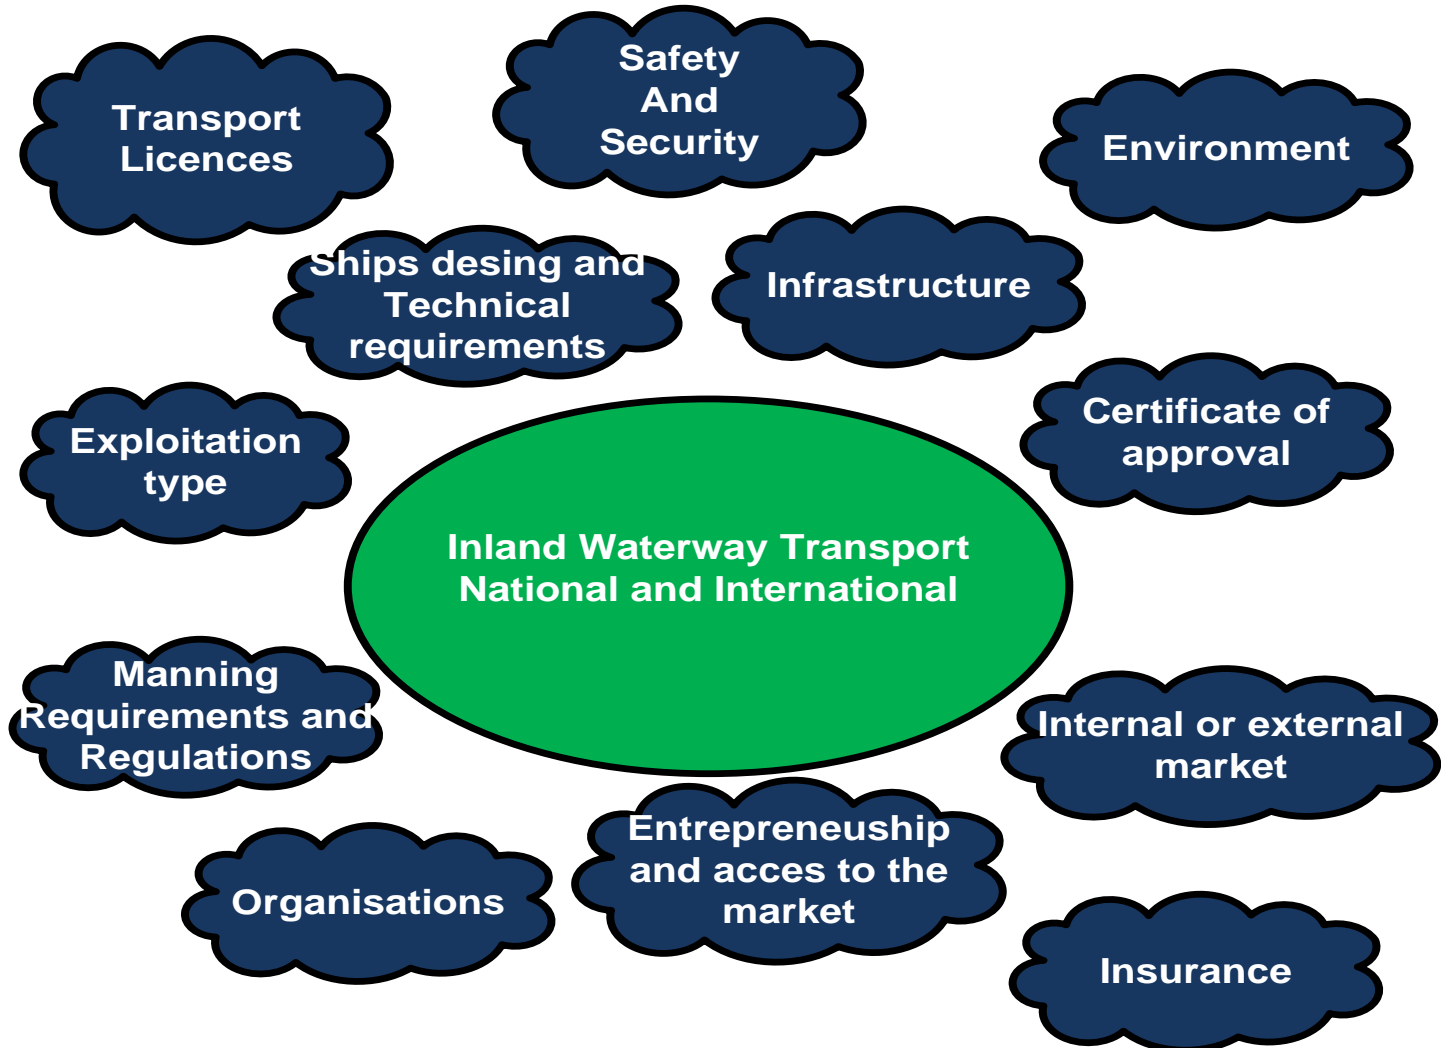 Transport
Licences
Safety
And
Security
Environment
Ships desing and
Technical
requirements
Infrastructure
Exploitation
type
Certificate of
approval
Inland Waterway Transport
National and International
Manning
Requirements and
Regulations
Internal or external
market
Organisations
Entrepreneuship
and acces to the
market
Insurance